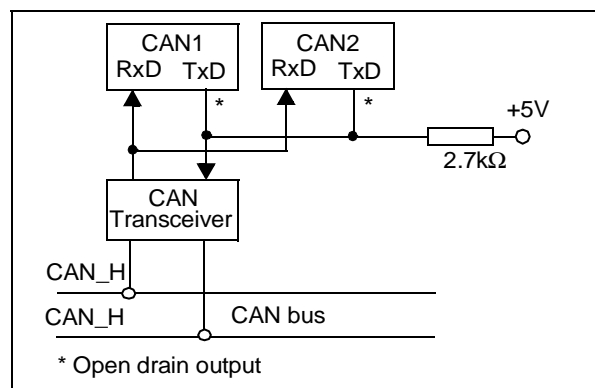 CAN1
RxD TxD
*
CAN2
RxD TxD
*
+5V
2.7kΩ
CAN
Transceiver
CAN_H
CAN_H
CAN bus
* Open drain output